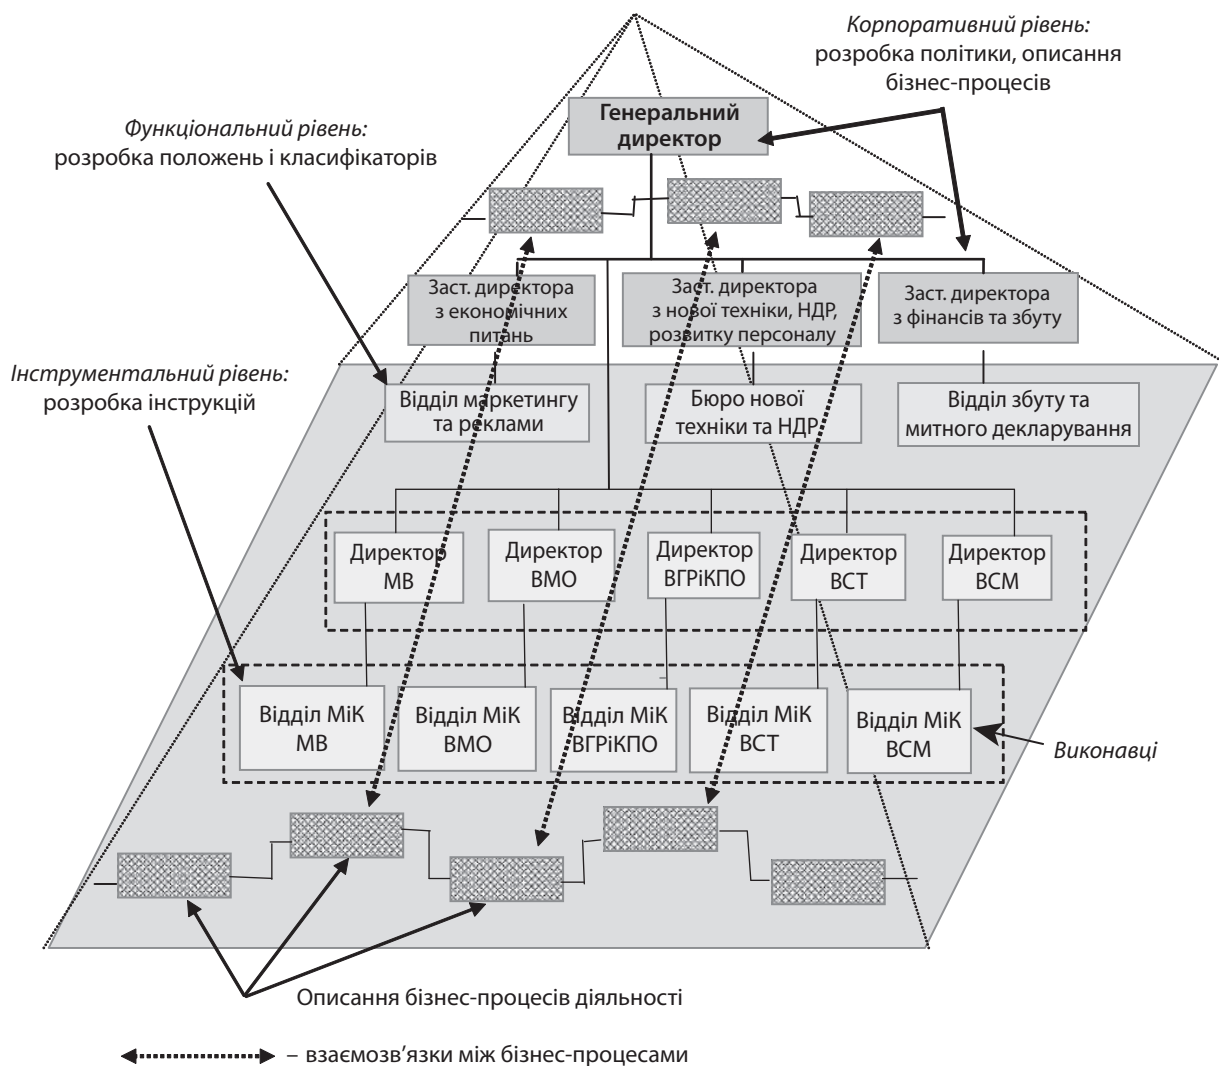 Корпоративний рівень:
розробка політики, описання
бізнес-процесів
Генеральний
директор
Функціональний рівень:
розробка положень і класифікаторів
Заст. директора
з економічних
питань
Заст. директора
з нової техніки, НДР,
розвитку персоналу
Заст. директора
з фінансів та збуту
Інструментальний рівень:
розробка інструкцій
Відділ маркетингу
та реклами
Бюро нової
техніки та НДР
Відділ збуту та
митного декларування
Директор
МВ
Директор
ВМО
Директор
ВГРіКПО
Директор
ВСТ
Директор
ВСМ
Відділ МіК
МВ
Відділ МіК
ВМО
Відділ МіК
ВГРіКПО
Відділ МіК
ВСТ
Відділ МіК
ВСМ
Виконавці
Описання бізнес-процесів діяльності
– взаємозв'язки між бізнес-процесами